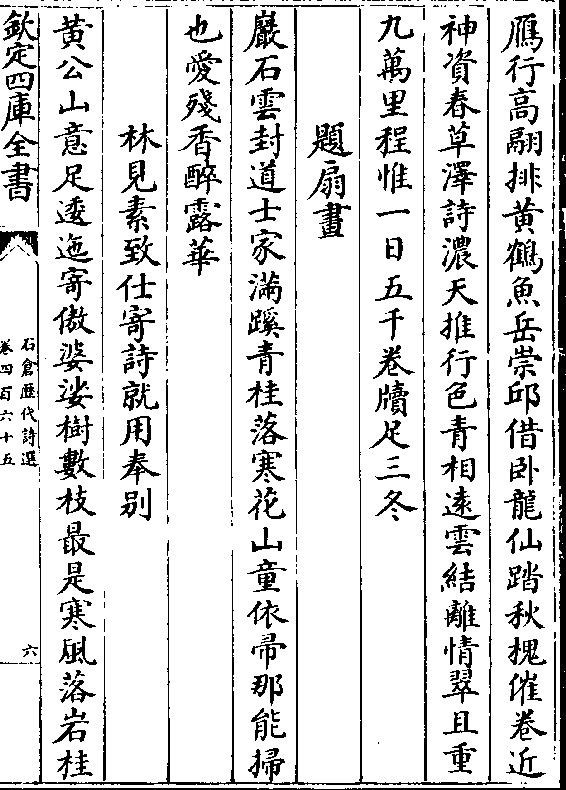 鴈行高翮排黄鶴魚岳崇邱借卧龍仙踏秋槐催卷近
神資春草澤詩濃天推行色青相逺雲結離情翠且重
九萬里程惟一日五千卷牘足三冬
題扇畫
巖石雲封道士家滿蹊青桂落寒花山童依帚那能掃
也愛殘香醉露華
林見素致仕寄詩就用奉别
黄公山意足逶迤寄傲婆娑樹數枝最是寒風落岩桂
欽定四庫全書
石倉歷代詩選
卷四百六十五
六